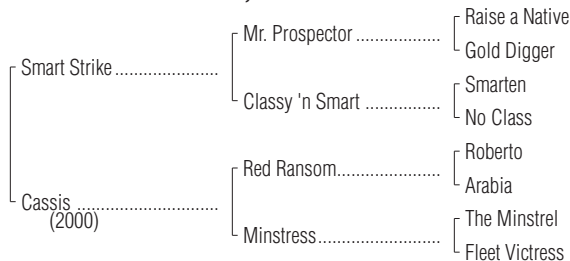 Raise a Native
Mr. Prospector ..................
Gold Digger
Smart Strike ......................
Smarten
Classy 'n Smart ................
No Class
Roberto
Red Ransom......................
Arabia
Cassis ..............................
(2000)
The Minstrel
Minstress..........................
Fleet Victress